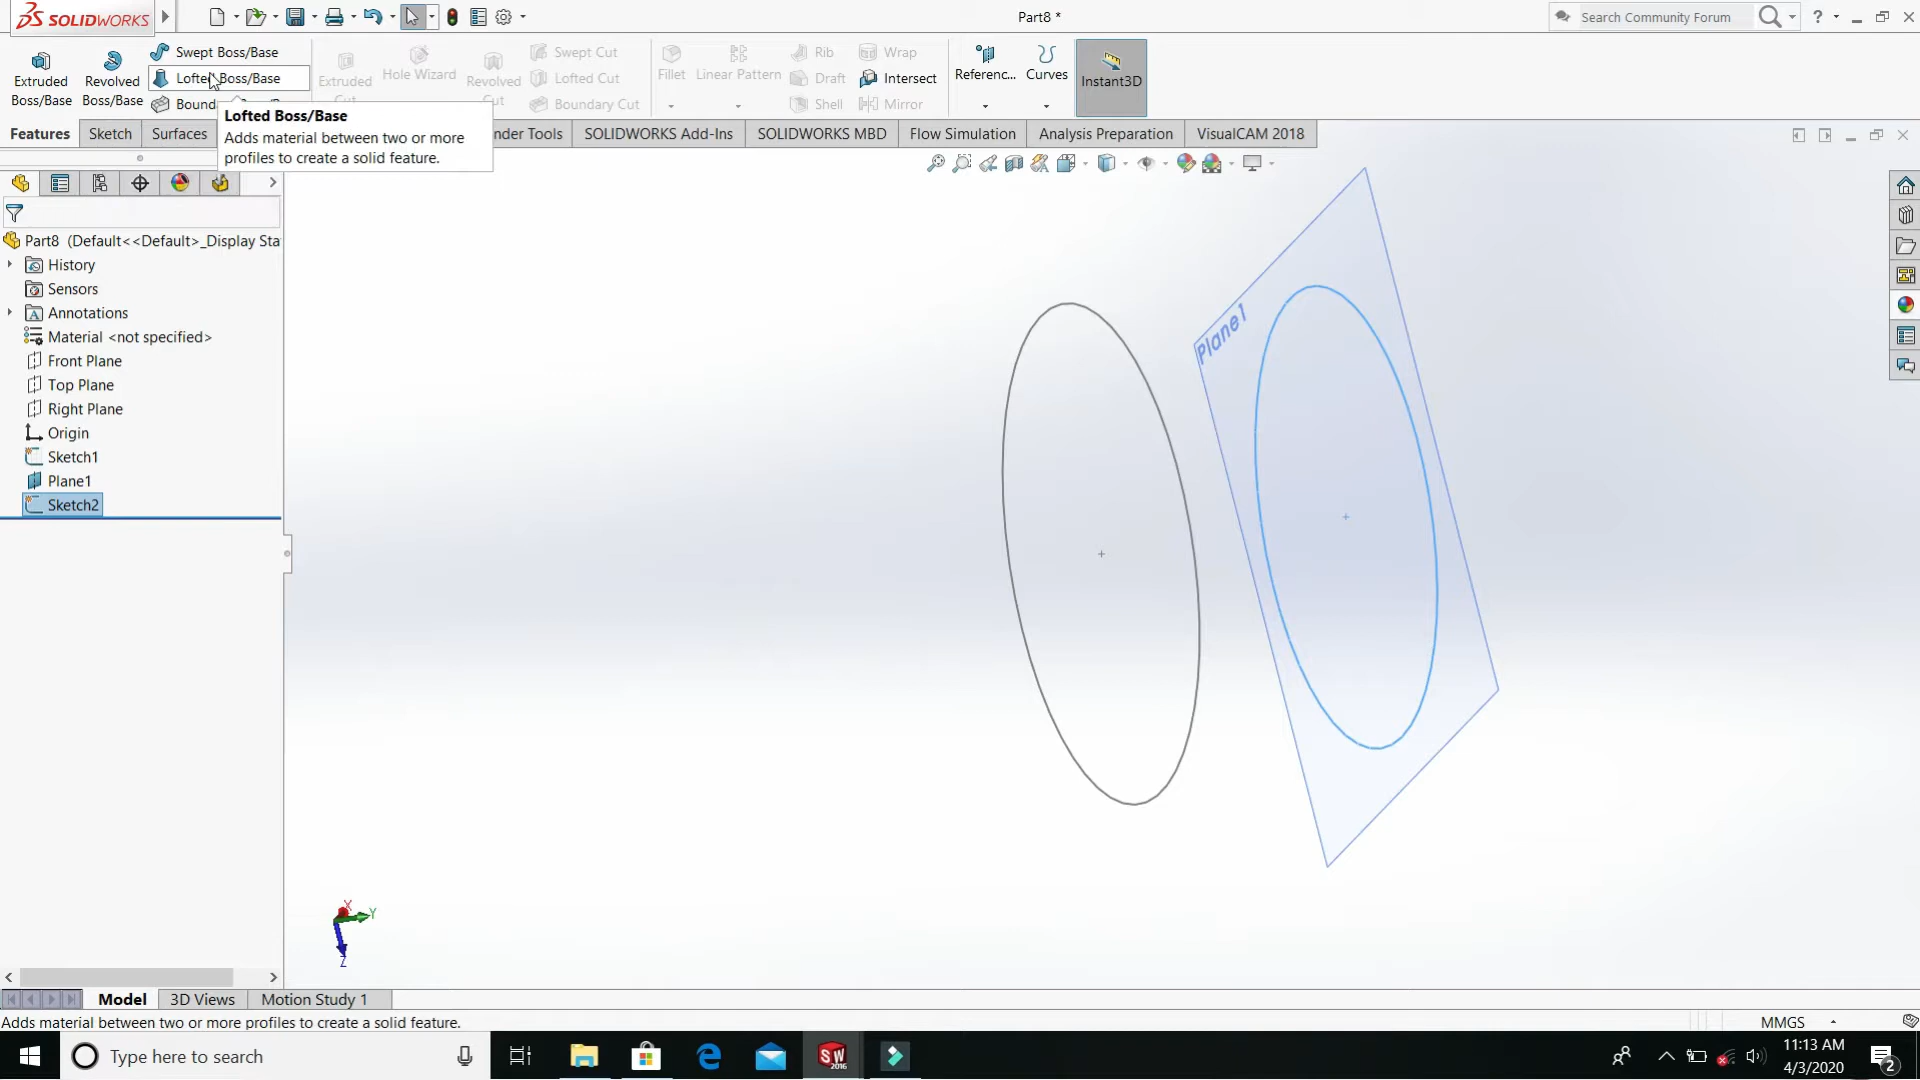 SOLIDWORKS
Part8 *
Search Community Forum
?
Extruded Boss/Base
Revolved Boss/Base
Swept Boss/Base
Lofted Boss/Base
Extruded
Hole Wizard
Revolved
Swept Cut
Lofted Cut
Boundary Cut
Fillet
Linear Pattern
Rib
Draft
Shell
Wrap
Intersect
Mirror
Referenc...
Curves
Instant3D
Lofted Boss/Base
Adds material between two or more
profiles to create a solid feature.
Features
Sketch
Surfaces
nder Tools
SOLIDWORKS Add-Ins
SOLIDWORKS MBD
Flow Simulation
Analysis Preparation
VisualCAM 2018
Part8 (Default<<Default>_Display Sta
History
Sensors
Annotations
Material <not specified>
Front Plane
Top Plane
Right Plane
Origin
Sketch1
Plane1
Sketch2
Plane1
X
Y
Z
Model
3D Views
Motion Study 1
Adds material between two or more profiles to create a solid feature.
MMGS
Type here to search
SW
2016
11:13 AM
4/3/2020
2